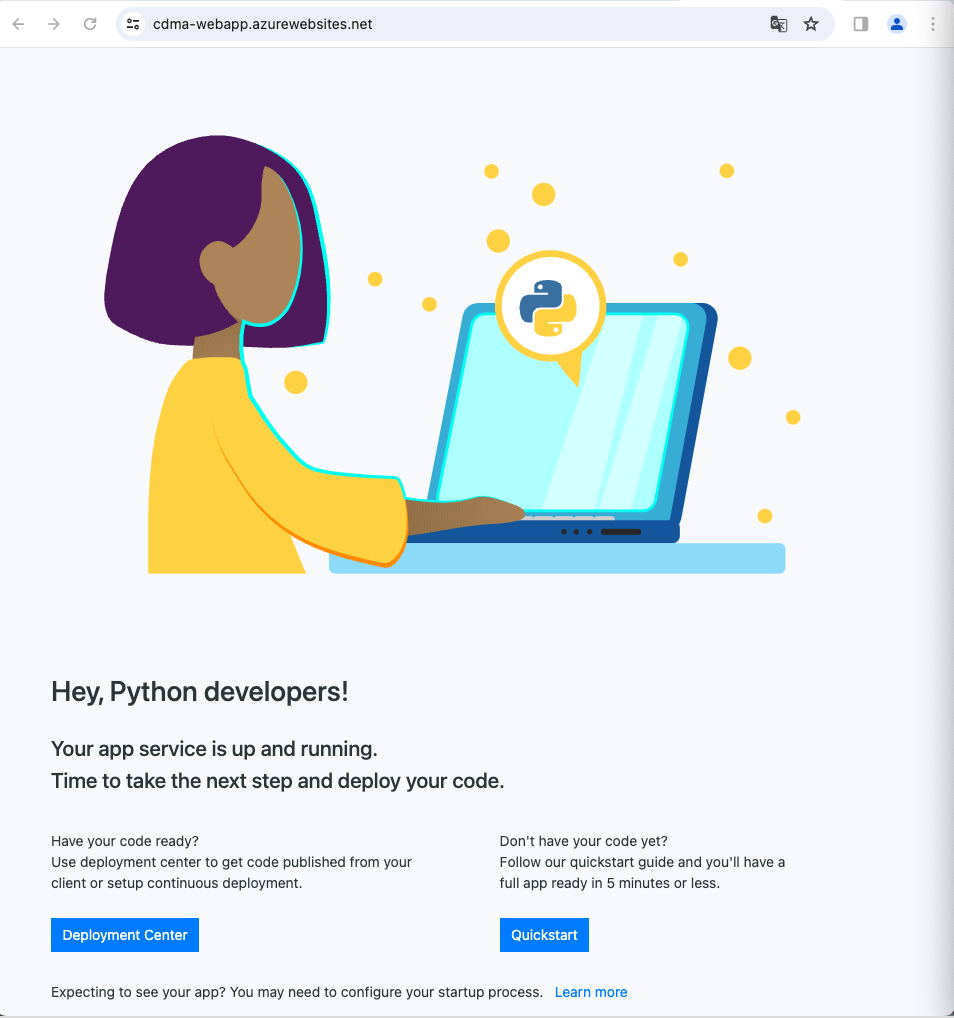 cdma-webapp.azurewebsites.net
Hey, Python developers!
Your app service is up and running.
Time to take the next step and deploy your code.
Have your code ready?
Use deployment center to get code published from your
client or setup continuous deployment.
Deployment Center
Don't have your code yet?
Follow our quickstart guide and you'll have a
full app ready in 5 minutes or less.
Quickstart
Expecting to see your app? You may need to configure your startup process. Learn more